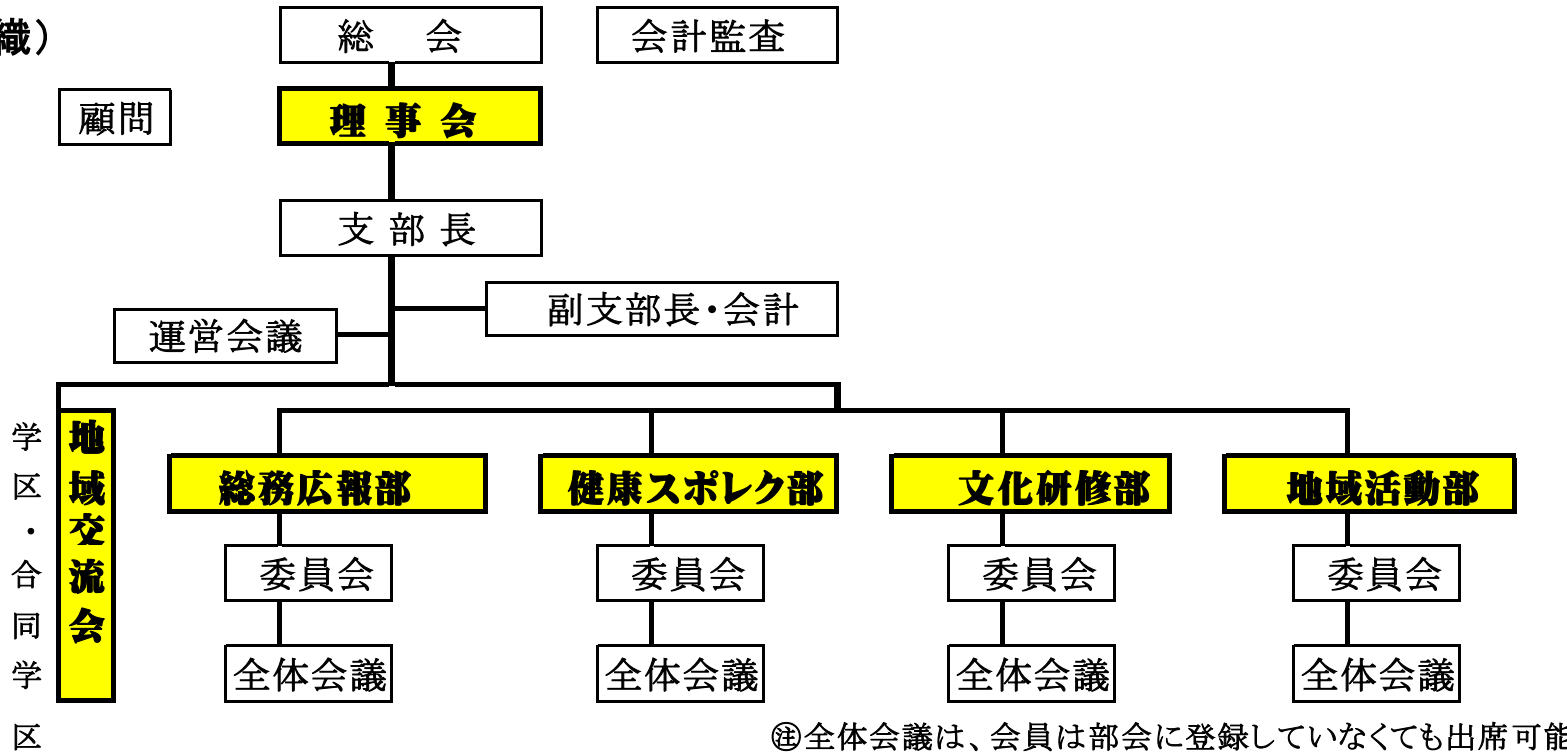 織）
総 会
会計監査
顧問
理事会
支部長
副支部長・会計
運営会議
学区・合同学区
地域交流会
総務広報部
健康スポレク部
文化研修部
地域活動部
委員会
委員会
委員会
委員会
全体会議
全体会議
全体会議
全体会議
㊟全体会議は、会員は部会に登録していなくても出席可能